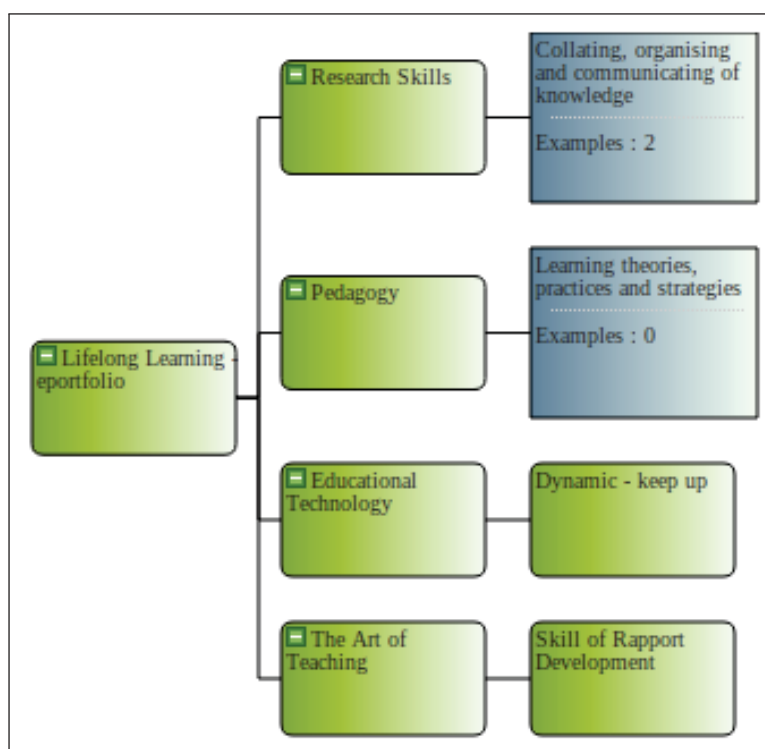 Research Skills
Collating, organising
and communicating of
knowledge
Examples : 2
Pedagogy
Learning theories,
practices and strategies
Examples : 0
Lifelong Learning -
eportfolio
Educational
Technology
Dynamic - keep up
The Art of
Teaching
Skill of Rapport
Development